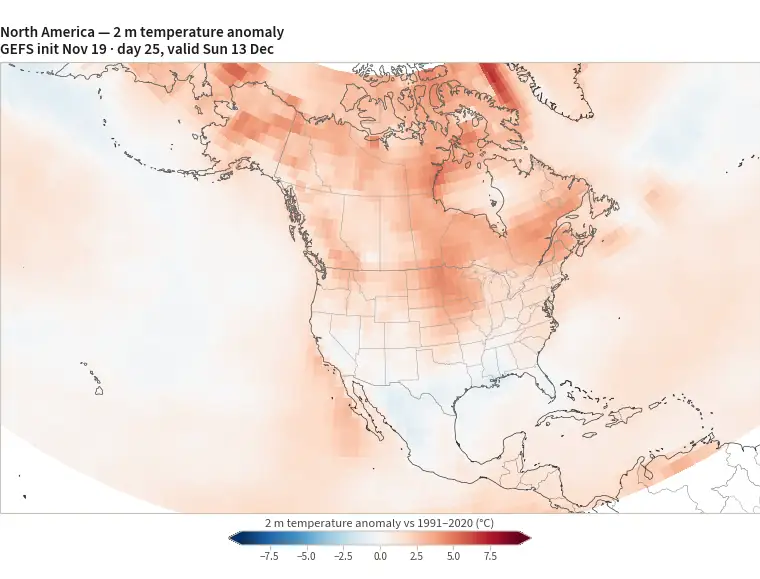 North America — 2 m temperature anomaly
GEFS init Nov 19 · day 25, valid Sun 13 Dec
2 m temperature anomaly vs 1991–2020 (°C)
−7.5 −5.0 −2.5 0.0 2.5 5.0 7.5